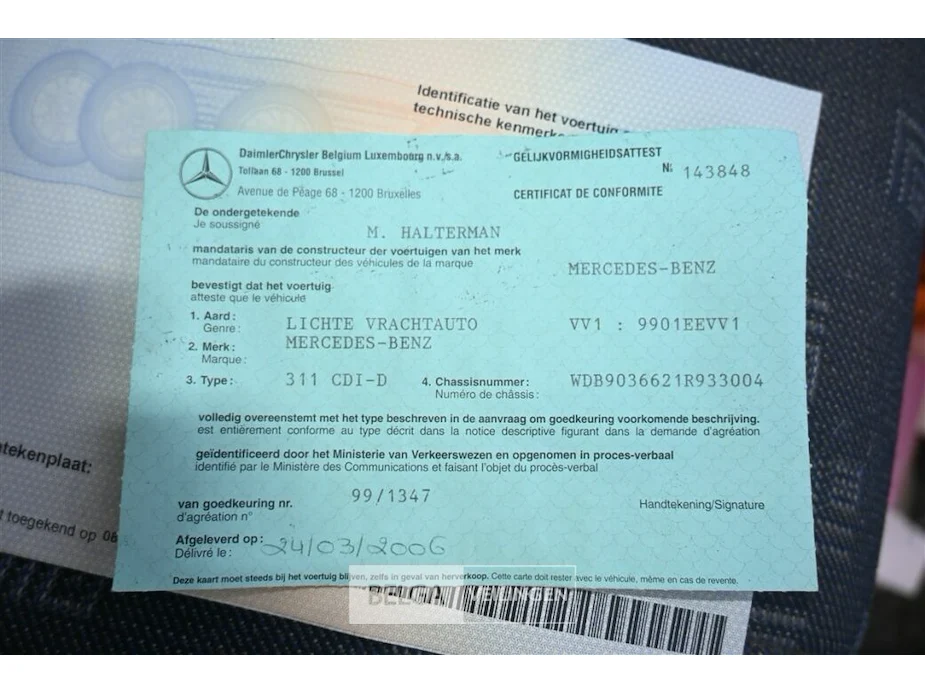 Identificatie van het voertuig
technische kenmerk
DaimlerChrysler Belgium Luxembourg n.v./s.a.
Tollaan 68 - 1200 Brussel
Avenue de Péage 68 - 1200 Bruxelles
GELIJKVORMIGHEIDSATTEST
N: 143848
CERTIFICAT DE CONFORMITE
De ondergetekende
Je soussigné
M. HALTERMAN
mandataris van de constructeur der voertuigen van het merk
mandataire du constructeur des véhicules de la marque
MERCEDES-BENZ
bevestigt dat het voertuig
atteste que le véhicule
1. Aard :
Genre :
LICHTE VRACHTAUTO VV1 : 9901EEVV1
2. Merk :
Marque :
MERCEDES-BENZ
3. Type : 311 CDI-D 4. Chassisnummer : WDB9036621R933004
Numéro de châssis :
volledig overeenstemt met het type beschreven in de aanvraag om goedkeuring voorkomende beschrijving.
est entièrement conforme au type décrit dans la notice descriptive figurant dans la demande d'agréation
geïdentificeerd door het Ministerie van Verkeerswezen en opgenomen in proces-verbaal
identifié par le Ministère des Communications et faisant l'objet du procès-verbal
van goedkeuring nr. 99/1347
d'agréation n°
Handtekening/Signature
Afgeleverd op :
Délivré le : 24/03/2006
Deze kaart moet steeds bij het voertuig blijven, zelfs in geval van herverkoop. Cette carte doit rester avec le véhicule, même en cas de revente.
tekenplaat:
toegekend op 08
BELGA VEILINGEN